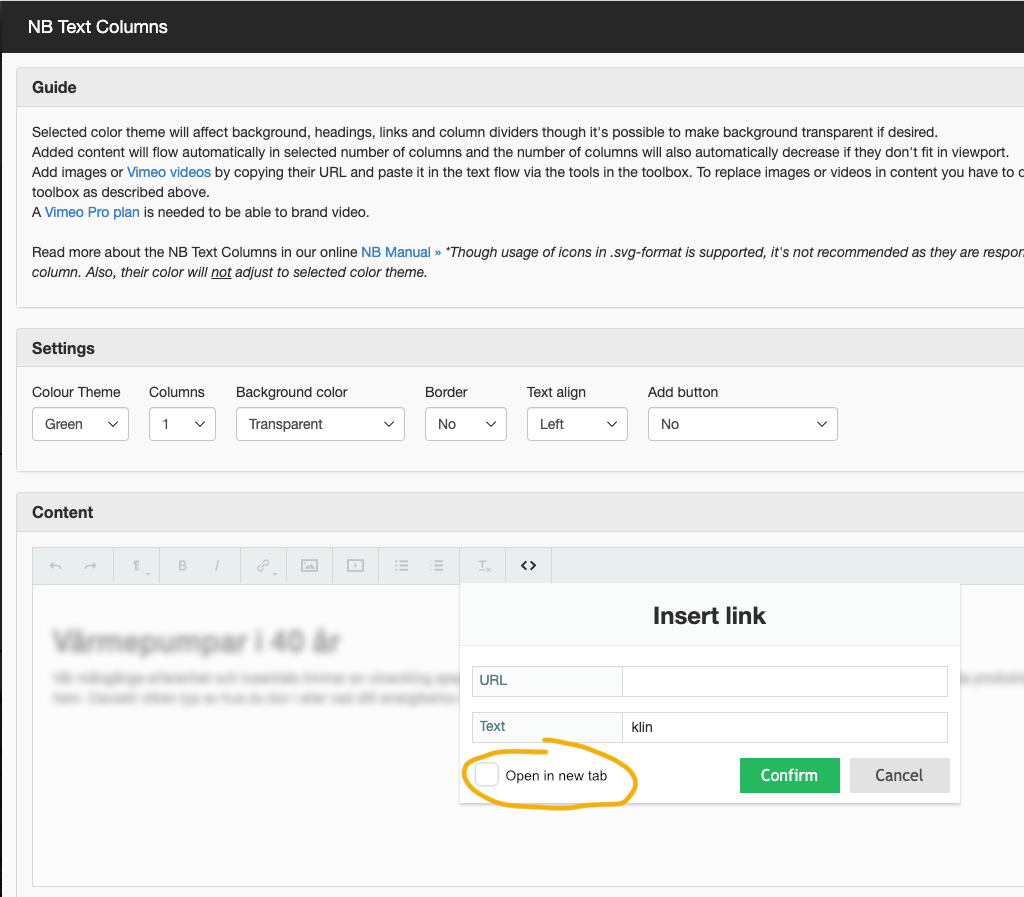 NB Text Columns
Guide
Selected color theme will affect background, headings, links and column dividers though it's possible to make background transparent if desired.
Added content will flow automatically in selected number of columns and the number of columns will also automatically decrease if they don't fit in viewport.
Add images or Vimeo videos by copying their URL and paste it in the text flow via the tools in the toolbox. To replace images or videos in content you have to
toolbox as described above.
A Vimeo Pro plan is needed to be able to brand video.
Read more about the NB Text Columns in our online NB Manual » *Though usage of icons in .svg-format is supported, it's not recommended as they are respon
column. Also, their color will not adjust to selected color theme.
Settings
Colour Theme Columns Background color Border Text align Add button
Green 1 Transparent No Left No
Content
¶ B I T× <>
Insert link
Värmepumpar i 40 år
URL
Text klin
Open in new tab Confirm Cancel